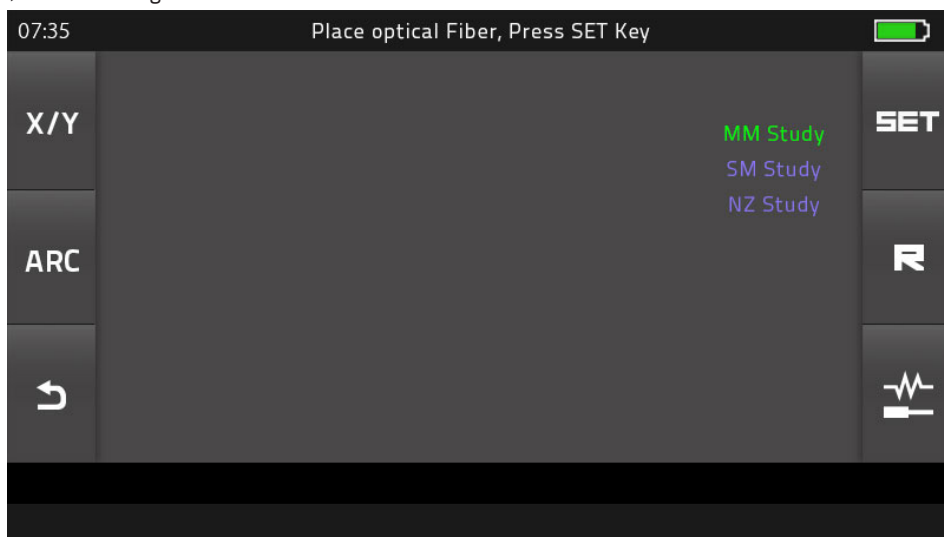 07:35
Place optical Fiber, Press SET Key
X/Y
SET
MM Study
SM Study
NZ Study
ARC
R